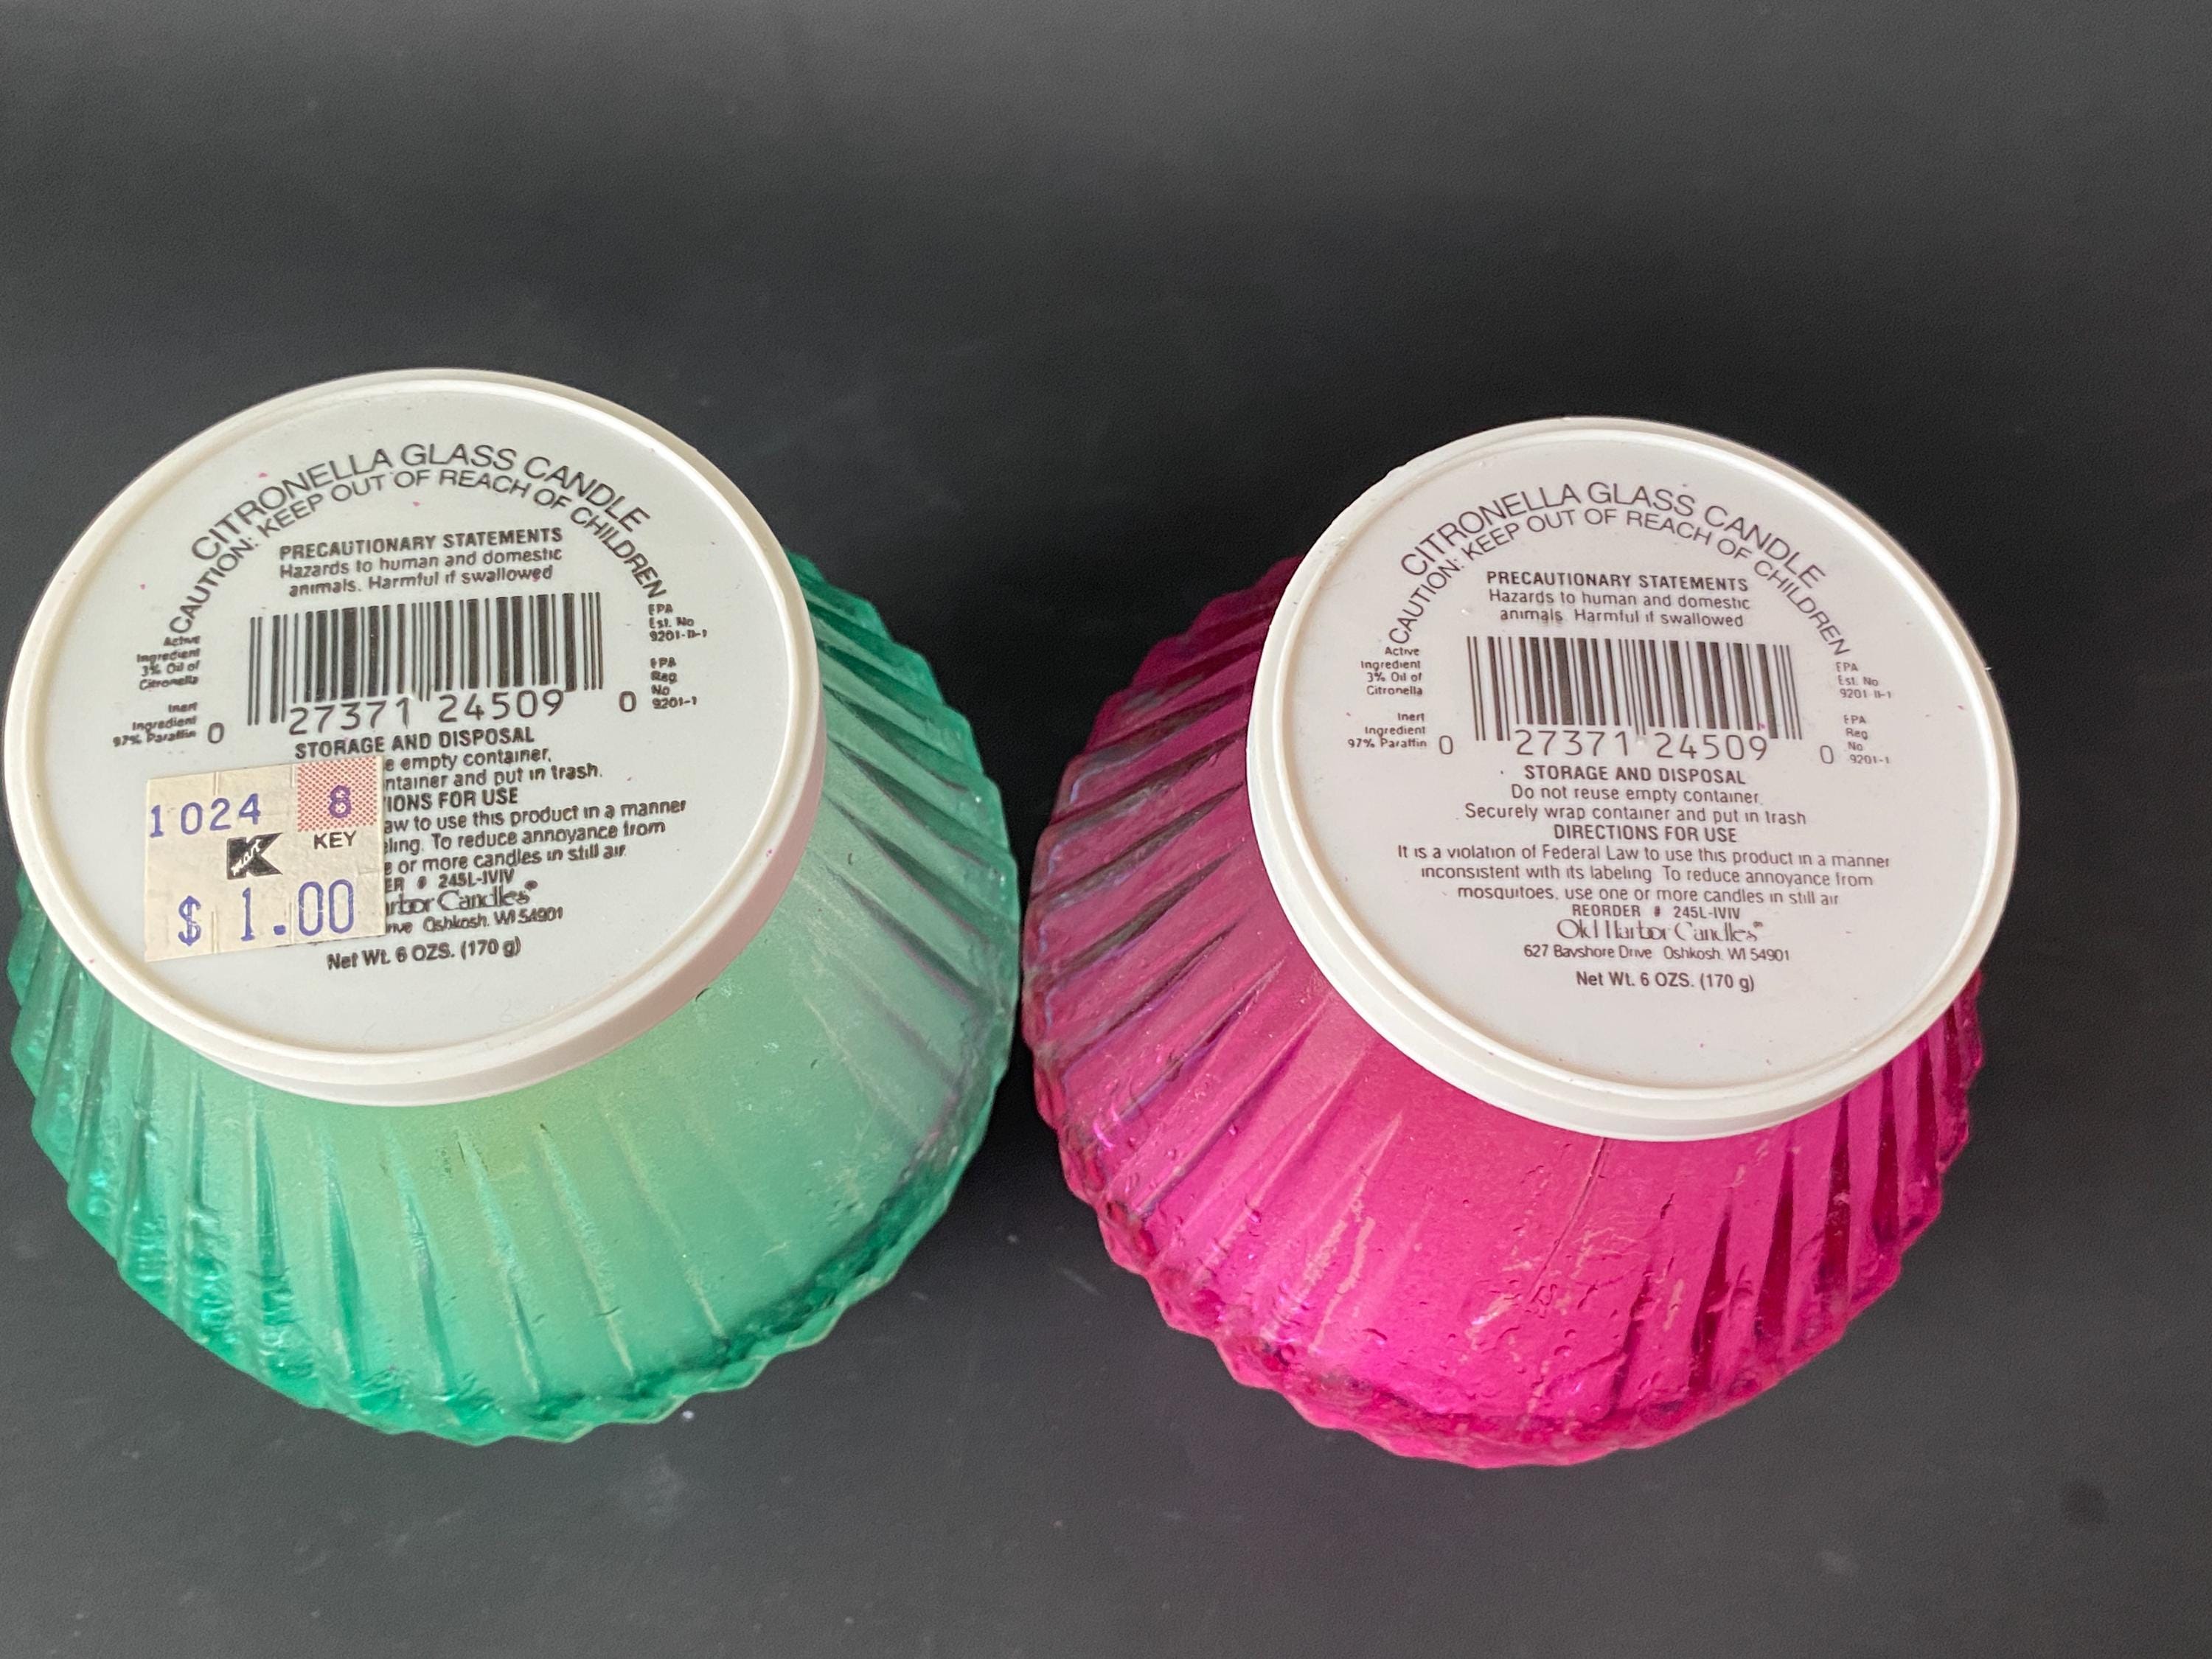 CITRONELLA GLASS CANDLE
CAUTION: KEEP OUT OF REACH OF CHILDREN
PRECAUTIONARY STATEMENTS
Hazards to human and domestic
animals. Harmful if swallowed
Active
Ingredient
3% Oil of
Citronella
Inert
Ingredient
97% Paraffin
EPA
Est. No
9201-II-1
EPA
Reg
No
9201-1
0 27371 24509 0
STORAGE AND DISPOSAL
e empty container.
ntainer and put in trash.
IONS FOR USE
aw to use this product in a manner
eling. To reduce annoyance from
e or more candles in still air
ER # 245L-IVIV
rbor Candles®
rive Oshkosh, WI 54901
Net Wt. 6 OZS. (170 g)
1024 8
KEY
K mart
$ 1.00
CITRONELLA GLASS CANDLE
CAUTION: KEEP OUT OF REACH OF CHILDREN
PRECAUTIONARY STATEMENTS
Hazards to human and domestic
animals. Harmful if swallowed
Active
Ingredient
3% Oil of
Citronella
Inert
Ingredient
97% Paraffin
EPA
Est. No
9201-II-1
EPA
Reg
No
9201-1
0 27371 24509 0
STORAGE AND DISPOSAL
Do not reuse empty container.
Securely wrap container and put in trash
DIRECTIONS FOR USE
It is a violation of Federal Law to use this product in a manner
inconsistent with its labeling. To reduce annoyance from
mosquitoes, use one or more candles in still air
REORDER # 245L-IVIV
Old Harbor Candles®
627 Bayshore Drive Oshkosh, WI 54901
Net Wt. 6 OZS. (170 g)